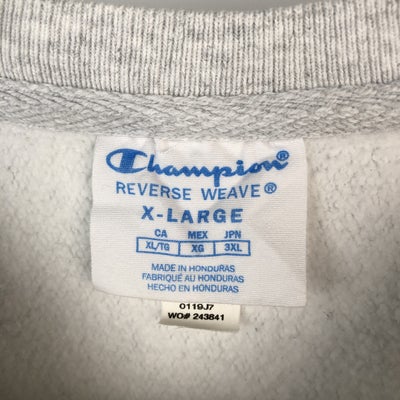 Champion®
REVERSE WEAVE®
X-LARGE
CA MEX JPN
XL/TG XG 3XL
MADE IN HONDURAS
FABRIQUÉ AU HONDURAS
HECHO EN HONDURAS
0119J7
WO# 243841